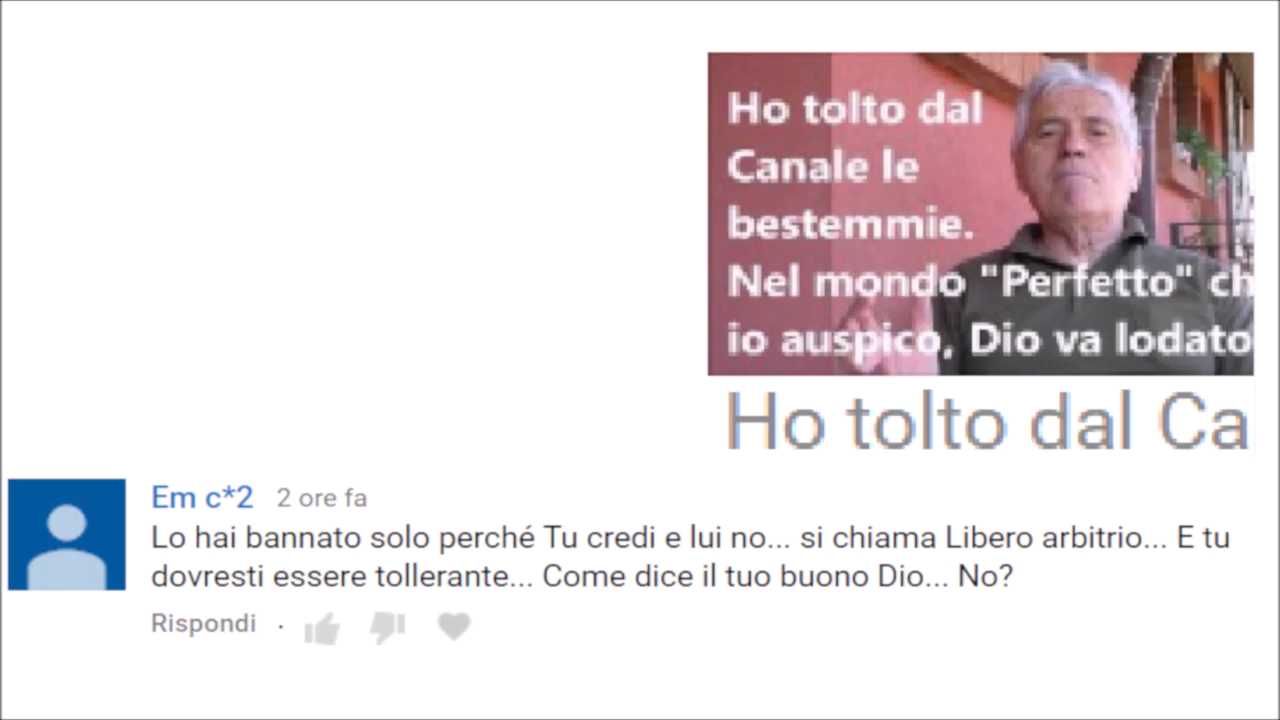 Ho tolto dal
Canale le
bestemmie.
Nel mondo "Perfetto" ch
io auspico, Dio va lodato
Ho tolto dal Ca
Em c*2 2 ore fa
Lo hai bannato solo perché Tu credi e lui no... si chiama Libero arbitrio... E tu
dovresti essere tollerante... Come dice il tuo buono Dio... No?
Rispondi ·